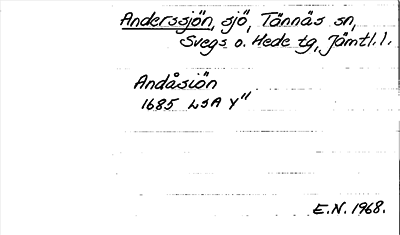 Anderssjön, sjö, Tännäs sn,
Svegs o. Hede tg, Jämtl. l.
Andåsiön
1685 LSA Y"
E.N. 1968.